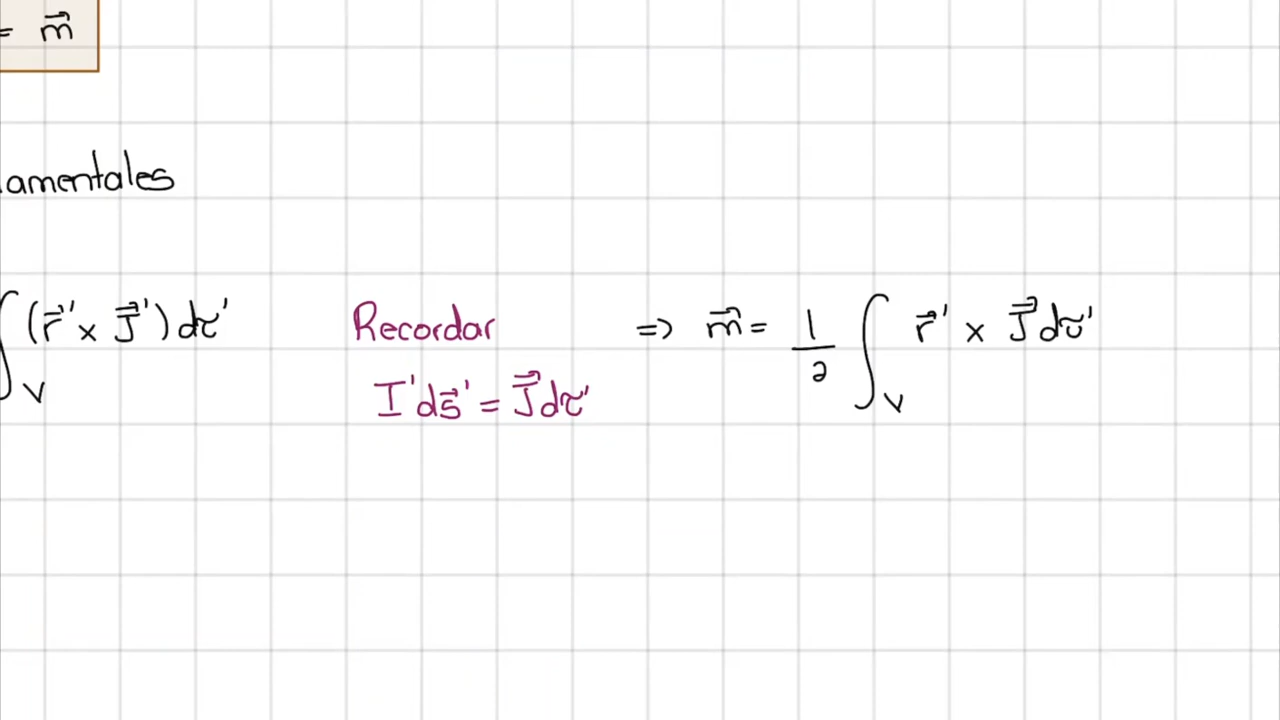 = m⃗
amentales
∫_V (r⃗' × J⃗') dτ'
Recordar
I'ds⃗' = J⃗dτ'
=> m⃗ = 1/2 ∫_V r⃗' × J⃗dτ'